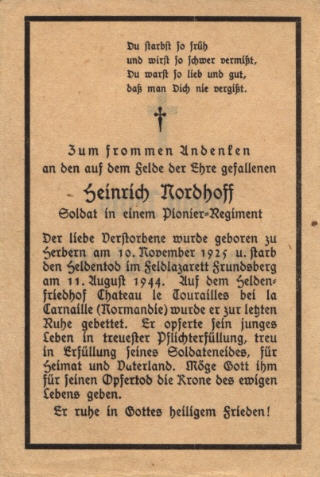 Du starbst so früh
und wirst so schwer vermißt,
Du warst so lieb und gut,
daß man Dich nie vergißt.
†
Zum frommen Andenken
an den auf dem Felde der Ehre gefallenen
Heinrich Nordhoff
Soldat in einem Pionier-Regiment
Der liebe Verstorbene wurde geboren zu
Herbern am 10. November 1925 u. starb
den Heldentod im Feldlazarett Frundsberg
am 11. August 1944. Auf dem Helden-
friedhof Chateau le Tourailles bei la
Carnaille (Normandie) wurde er zur letzten
Ruhe gebettet. Er opferte sein junges
Leben in treuester Pflichterfüllung, treu
in Erfüllung seines Soldateneides, für
Heimat und Vaterland. Möge Gott ihm
für seinen Opfertod die Krone des ewigen
Lebens geben.
Er ruhe in Gottes heiligem Frieden!